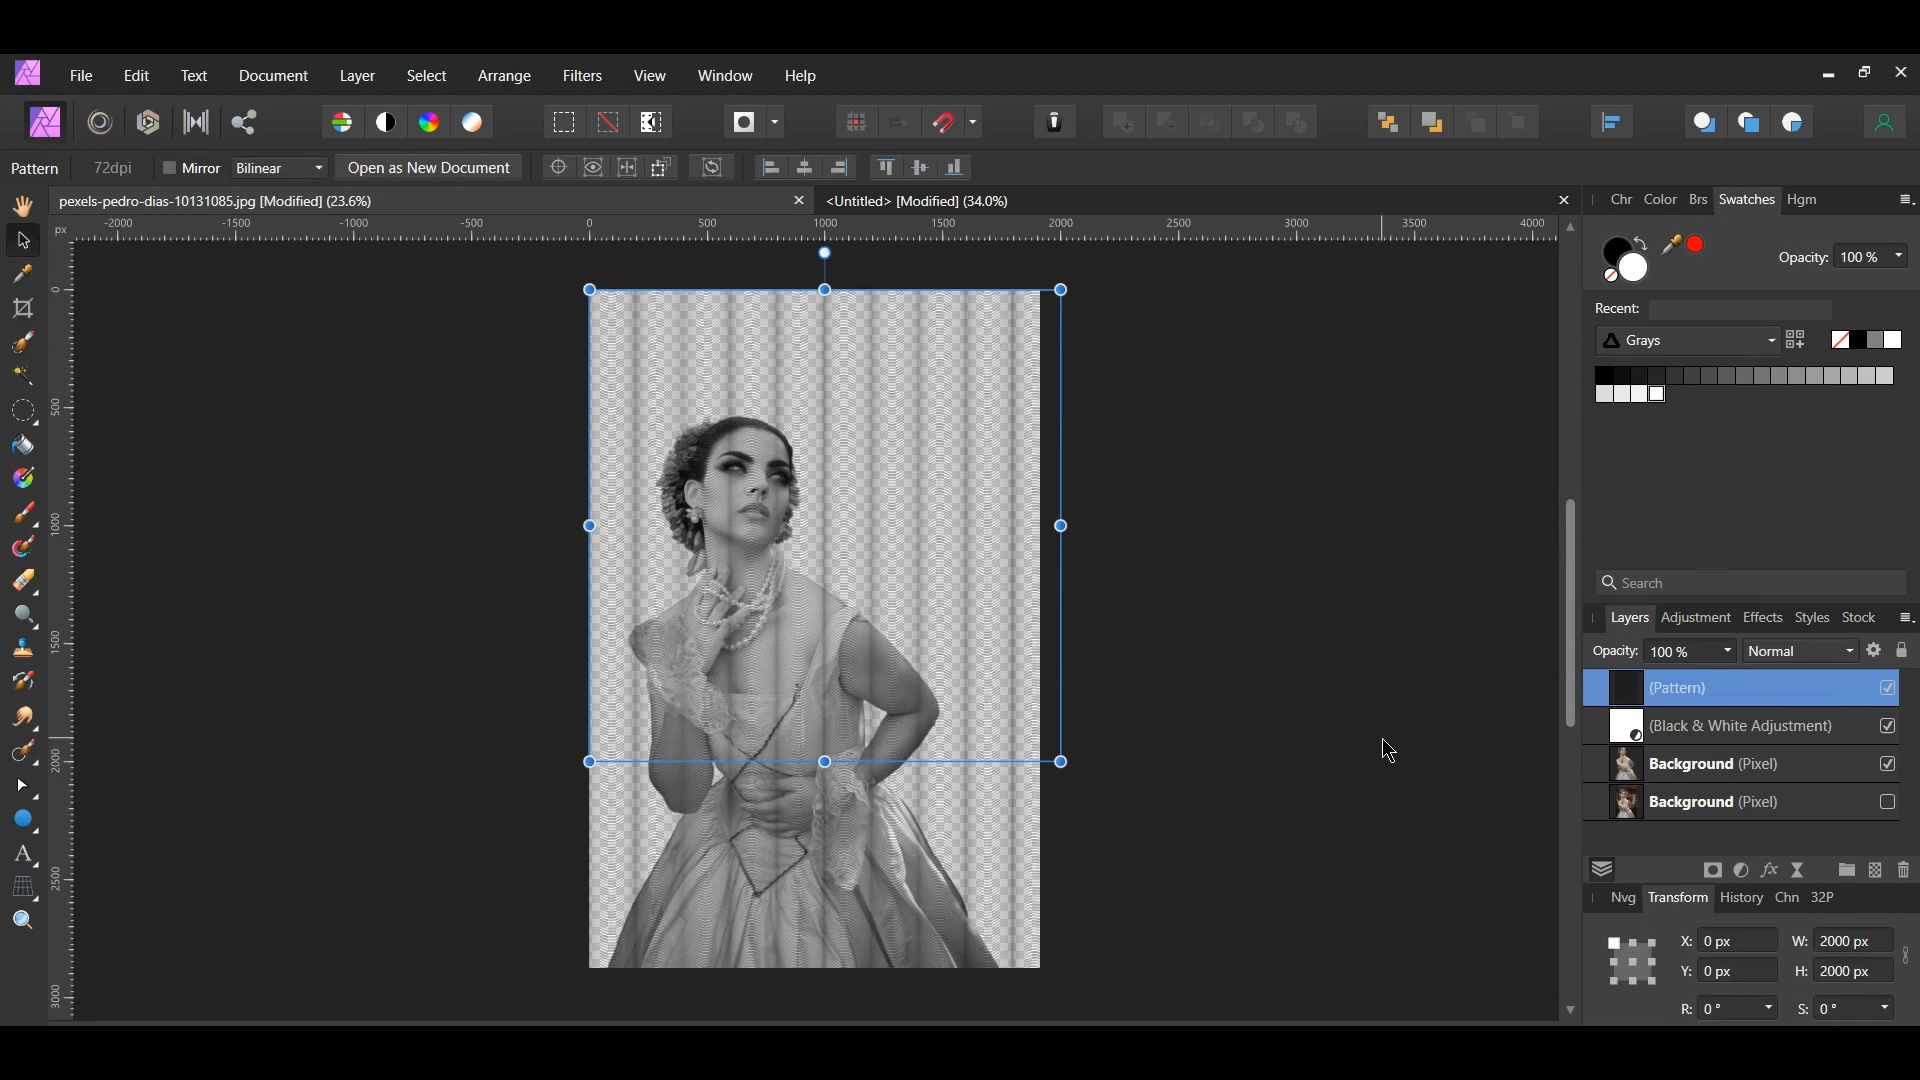 File Edit Text Document Layer Select Arrange Filters View Window Help
Pattern 72dpi Mirror Bilinear Open as New Document
pexels-pedro-dias-10131085.jpg [Modified] (23.6%) <Untitled> [Modified] (34.0%)
Chr Color Brs Swatches Hgm
px -2000 -1500 -1000 -500 0 500 1000 1500 2000 2500 3000 3500 4000
0
500
1000
1500
2000
2500
3000
Opacity: 100 %
Recent:
Grays
Search
Layers Adjustment Effects Styles Stock
Opacity: 100 % Normal
(Pattern)
(Black & White Adjustment)
Background (Pixel)
Background (Pixel)
Nvg Transform History Chn 32P
X: 0 px W: 2000 px
Y: 0 px H: 2000 px
R: 0 ° S: 0 °